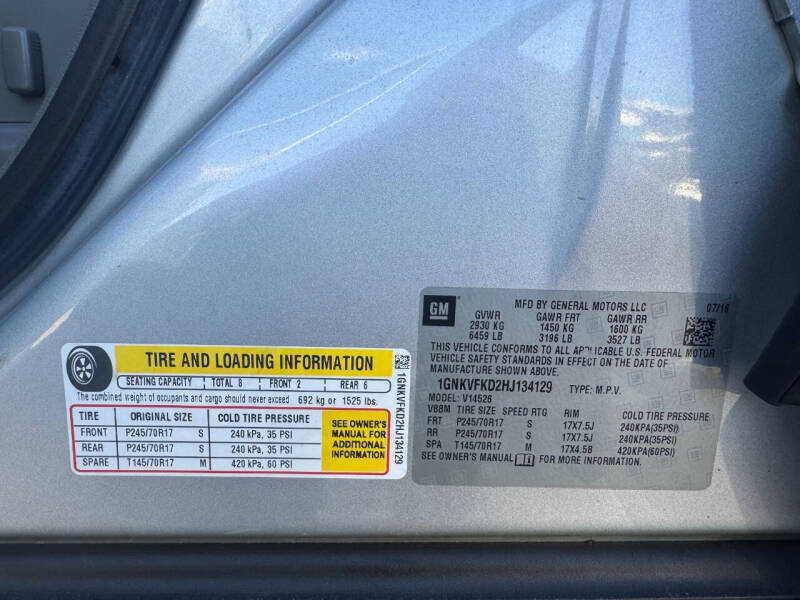 TIRE AND LOADING INFORMATION
SEATING CAPACITY TOTAL 8 FRONT 2 REAR 6
The combined weight of occupants and cargo should never exceed 692 kg or 1525 lbs.
TIRE ORIGINAL SIZE COLD TIRE PRESSURE
FRONT P245/70R17 S 240 kPa, 35 PSI
REAR P245/70R17 S 240 kPa, 35 PSI
SPARE T145/70R17 M 420 kPa, 60 PSI
SEE OWNER'S
MANUAL FOR
ADDITIONAL
INFORMATION
1GNKVFKD2HJ134129
GM
MFD BY GENERAL MOTORS LLC 07/16
GVWR GAWR FRT GAWR RR
2930 KG 1450 KG 1600 KG
6459 LB 3196 LB 3527 LB
THIS VEHICLE CONFORMS TO ALL APPLICABLE U.S. FEDERAL MOTOR
VEHICLE SAFETY STANDARDS IN EFFECT ON THE DATE OF
MANUFACTURE SHOWN ABOVE.
1GNKVFKD2HJ134129 TYPE: M.P.V.
MODEL: V14526
VBBM TIRE SIZE SPEED RTG RIM COLD TIRE PRESSURE
FRT P245/70R17 S 17X7.5J 240KPA(35PSI)
RR P245/70R17 S 17X7.5J 240KPA(35PSI)
SPA T145/70R17 M 17X4.5B 420KPA(60PSI)
SEE OWNER'S MANUAL FOR MORE INFORMATION.